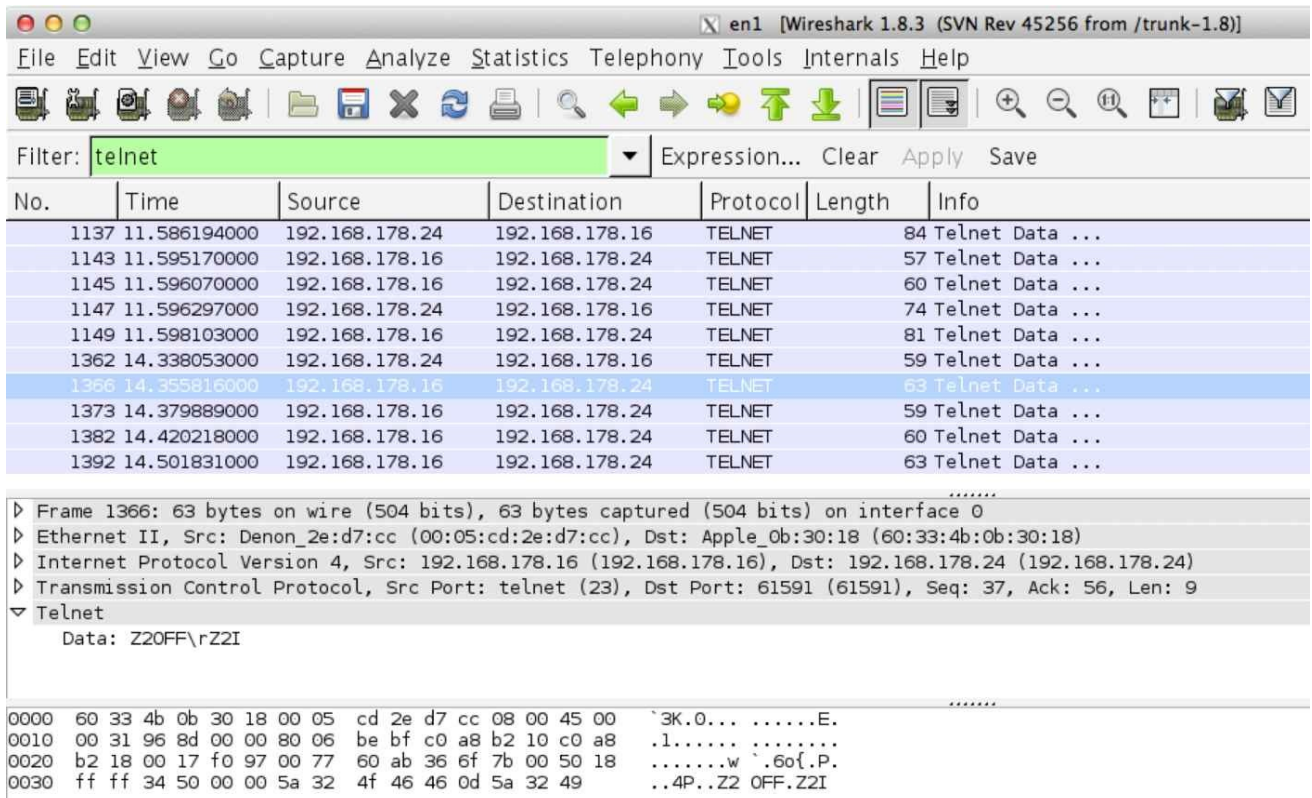 en1 [Wireshark 1.8.3 (SVN Rev 45256 from /trunk-1.8)]
File Edit View Go Capture Analyze Statistics Telephony Tools Internals Help
Filter: telnet Expression... Clear Apply Save
No. Time Source Destination Protocol Length Info
1137 11.586194000 192.168.178.24 192.168.178.16 TELNET 84 Telnet Data ...
1143 11.595170000 192.168.178.16 192.168.178.24 TELNET 57 Telnet Data ...
1145 11.596070000 192.168.178.16 192.168.178.24 TELNET 60 Telnet Data ...
1147 11.596297000 192.168.178.24 192.168.178.16 TELNET 74 Telnet Data ...
1149 11.598103000 192.168.178.16 192.168.178.24 TELNET 81 Telnet Data ...
1362 14.338053000 192.168.178.24 192.168.178.16 TELNET 59 Telnet Data ...
1366 14.355816000 192.168.178.16 192.168.178.24 TELNET 63 Telnet Data ...
1373 14.379889000 192.168.178.16 192.168.178.24 TELNET 59 Telnet Data ...
1382 14.420218000 192.168.178.16 192.168.178.24 TELNET 60 Telnet Data ...
1392 14.501831000 192.168.178.16 192.168.178.24 TELNET 63 Telnet Data ...
Frame 1366: 63 bytes on wire (504 bits), 63 bytes captured (504 bits) on interface 0
Ethernet II, Src: Denon_2e:d7:cc (00:05:cd:2e:d7:cc), Dst: Apple_0b:30:18 (60:33:4b:0b:30:18)
Internet Protocol Version 4, Src: 192.168.178.16 (192.168.178.16), Dst: 192.168.178.24 (192.168.178.24)
Transmission Control Protocol, Src Port: telnet (23), Dst Port: 61591 (61591), Seq: 37, Ack: 56, Len: 9
Telnet
Data: Z2OFF\rZ2I
0000 60 33 4b 0b 30 18 00 05 cd 2e d7 cc 08 00 45 00 `3K.0... ......E.
0010 00 31 96 8d 00 00 80 06 be bf c0 a8 b2 10 c0 a8 .1...... ........
0020 b2 18 00 17 f0 97 00 77 60 ab 36 6f 7b 00 50 18 .......w `.6o{.P.
0030 ff ff 34 50 00 00 5a 32 4f 46 46 0d 5a 32 49 ..4P..Z2 OFF.Z2I